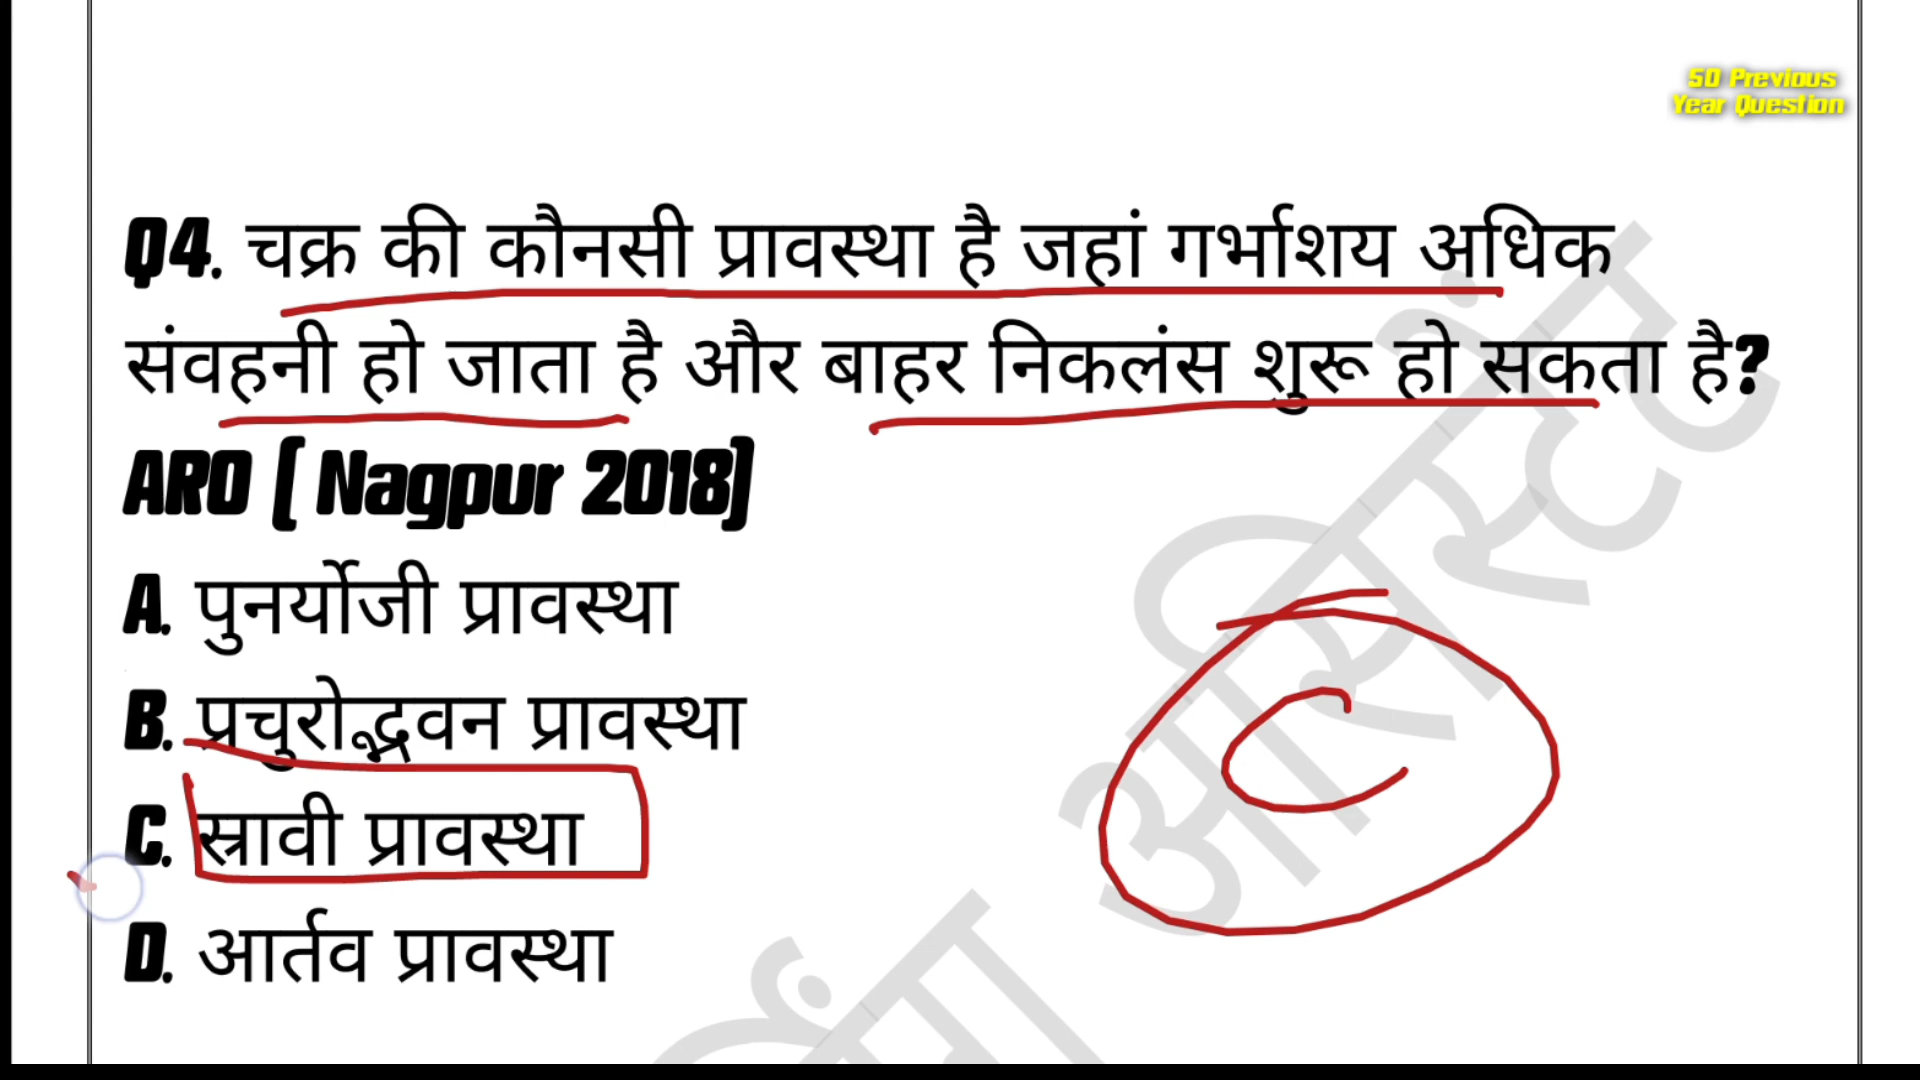 50 Previous
Year Question
Q4. चक्र की कौनसी प्रावस्था है जहां गर्भाशय अधिक
संवहनी हो जाता है और बाहर निकलंस शुरू हो सकता है?
ARO ( Nagpur 2018)
A. पुनर्योजी प्रावस्था
B. प्रचुरोद्भवन प्रावस्था
C. स्रावी प्रावस्था
D. आर्तव प्रावस्था
C